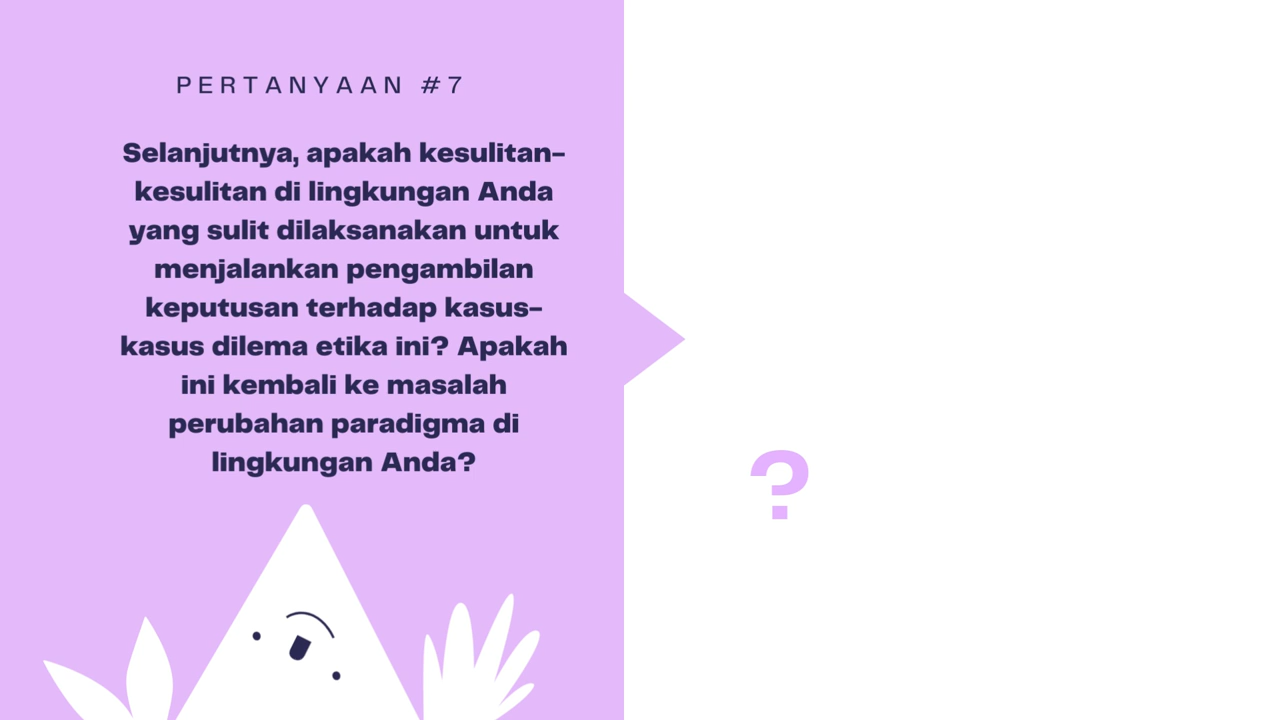 PERTANYAAN #7
Selanjutnya, apakah kesulitan-
kesulitan di lingkungan Anda
yang sulit dilaksanakan untuk
menjalankan pengambilan
keputusan terhadap kasus-
kasus dilema etika ini? Apakah
ini kembali ke masalah
perubahan paradigma di
lingkungan Anda?
?